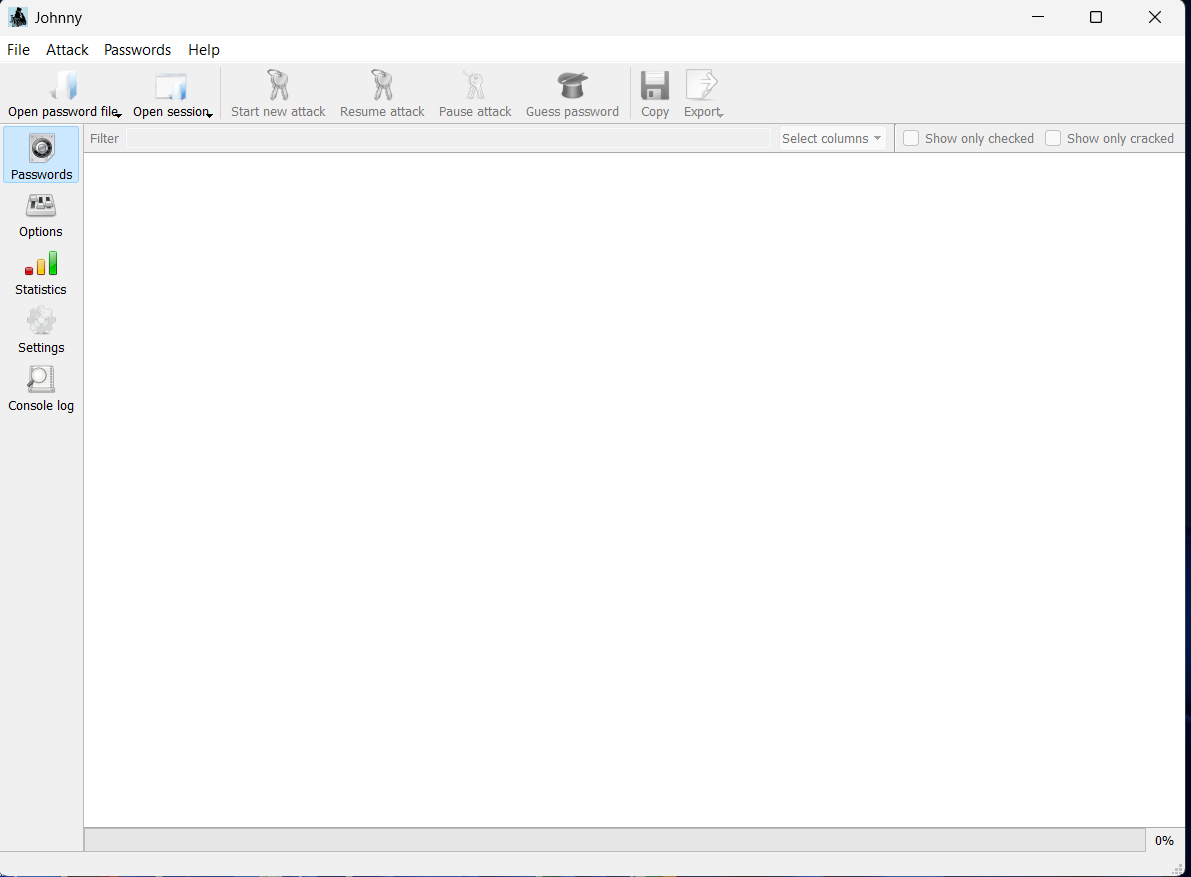 Johnny
File Attack Passwords Help
Open password file Open session Start new attack Resume attack Pause attack Guess password Copy Export
Filter Select columns Show only checked Show only cracked
Passwords
Options
Statistics
Settings
Console log
0%